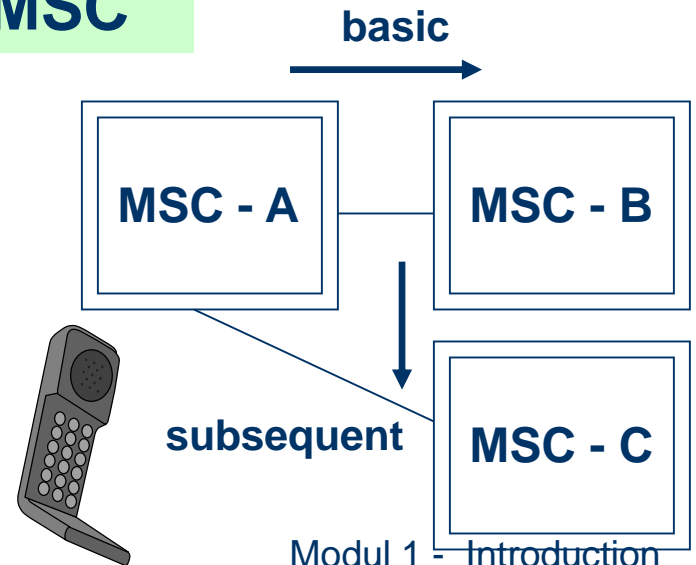 MSC
basic
MSC - A
MSC - B
subsequent
MSC - C
Modul 1 - Introduction